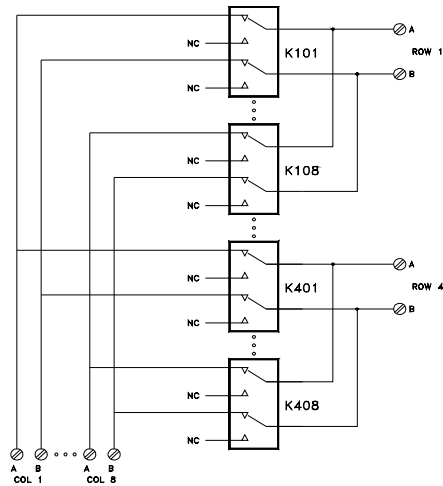 A
NC
K101
ROW 1
B
NC
NC
K108
NC
A
NC
K401
ROW 4
B
NC
NC
K408
NC
A B A B
COL 1 COL 8